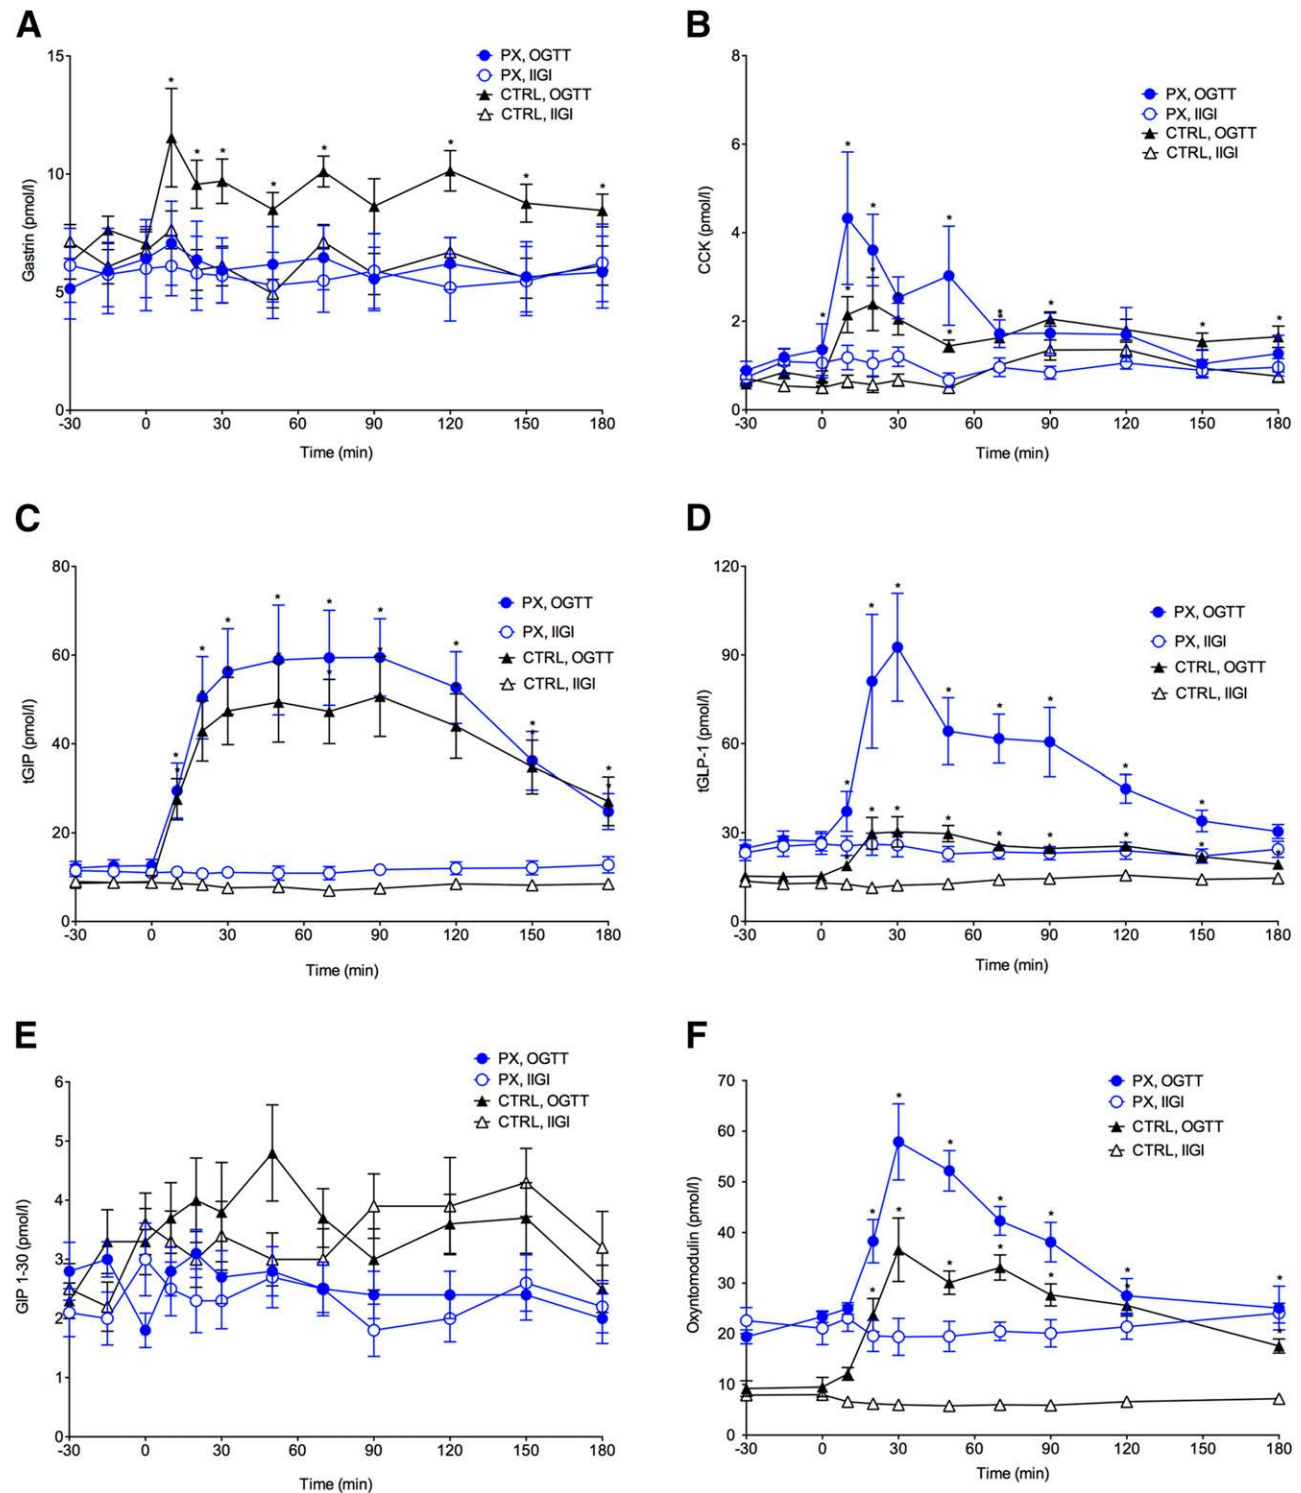 A
Gastrin (pmol/l)
15
10
5
0
-30 0 30 60 90 120 150 180
Time (min)
PX, OGTT
PX, IIGI
CTRL, OGTT
CTRL, IIGI
* * * * * * * *
B
CCK (pmol/l)
8
6
4
2
0
-30 0 30 60 90 120 150 180
Time (min)
PX, OGTT
PX, IIGI
CTRL, OGTT
CTRL, IIGI
C
tGIP (pmol/l)
80
60
40
20
0
-30 0 30 60 90 120 150 180
Time (min)
PX, OGTT
PX, IIGI
CTRL, OGTT
CTRL, IIGI
D
tGLP-1 (pmol/l)
120
90
60
30
0
-30 0 30 60 90 120 150 180
Time (min)
PX, OGTT
PX, IIGI
CTRL, OGTT
CTRL, IIGI
E
GIP 1-30 (pmol/l)
6
5
4
3
2
1
0
-30 0 30 60 90 120 150 180
Time (min)
PX, OGTT
PX, IIGI
CTRL, OGTT
CTRL, IIGI
F
Oxyntomodulin (pmol/l)
70
60
50
40
30
20
10
0
-30 0 30 60 90 120 150 180
Time (min)
PX, OGTT
PX, IIGI
CTRL, OGTT
CTRL, IIGI